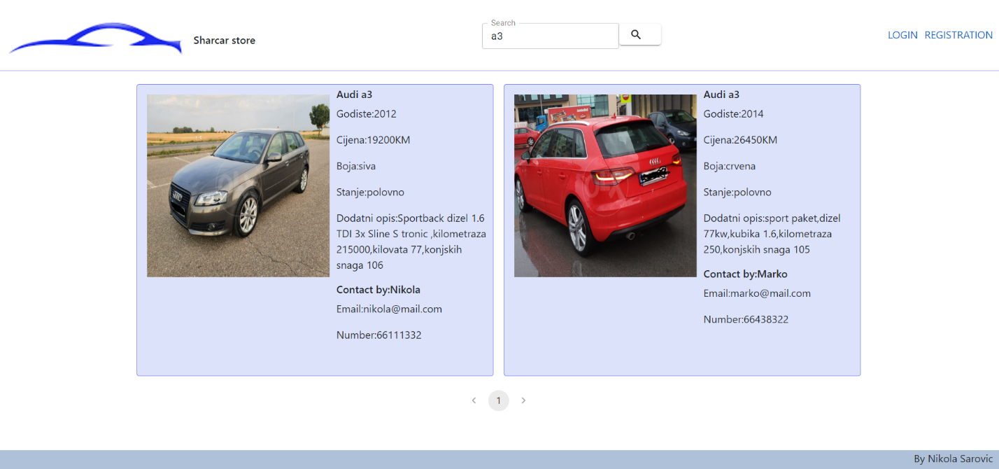 Sharcar store
Search
a3
LOGIN REGISTRATION
Audi a3
Godiste:2012
Cijena:19200KM
Boja:siva
Stanje:polovno
Dodatni opis:Sportback dizel 1.6
TDI 3x Sline S tronic ,kilometraza
215000,kilovata 77,konjskih
snaga 106
Contact by:Nikola
Email:nikola@mail.com
Number:66111332
Audi a3
Godiste:2014
Cijena:26450KM
Boja:crvena
Stanje:polovno
Dodatni opis:sport paket,dizel
77kw,kubika 1.6,kilometraza
250,konjskih snaga 105
Contact by:Marko
Email:marko@mail.com
Number:66438322
1
By Nikola Sarovic